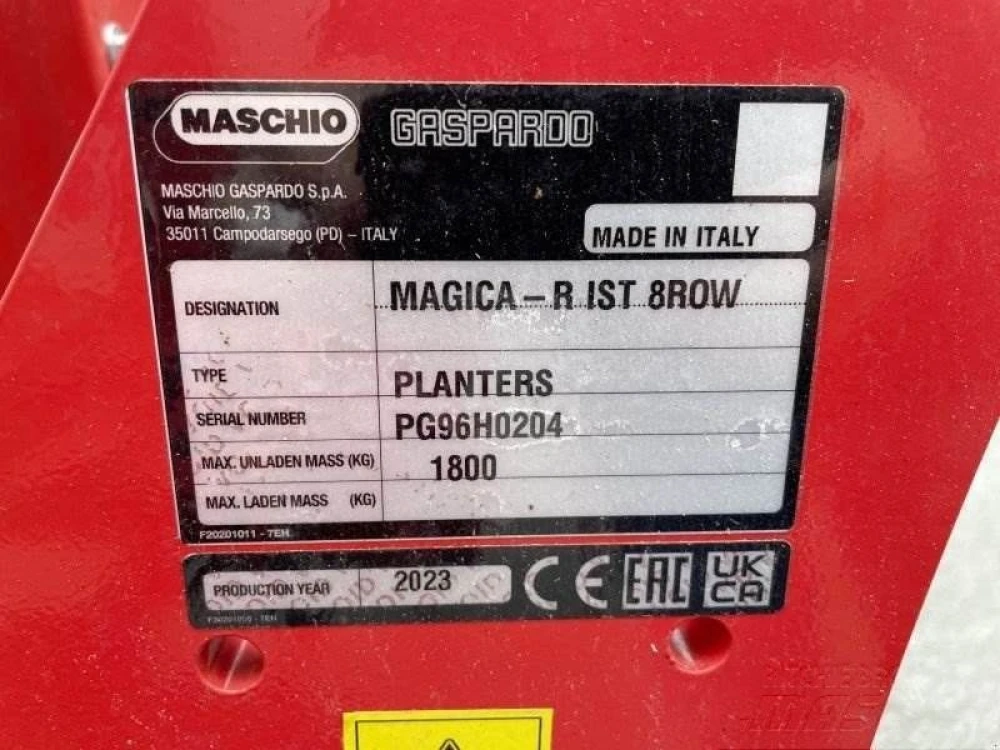 MASCHIO GASPARDO
MASCHIO GASPARDO S.p.A.
Via Marcello, 73
35011 Campodarsego (PD) – ITALY
MADE IN ITALY
DESIGNATION MAGICA – R IST 8ROW
TYPE PLANTERS
SERIAL NUMBER PG96H0204
MAX. UNLADEN MASS (KG) 1800
MAX. LADEN MASS (KG)
F20201011 - TEH
PRODUCTION YEAR 2023 CE EAC UK CA